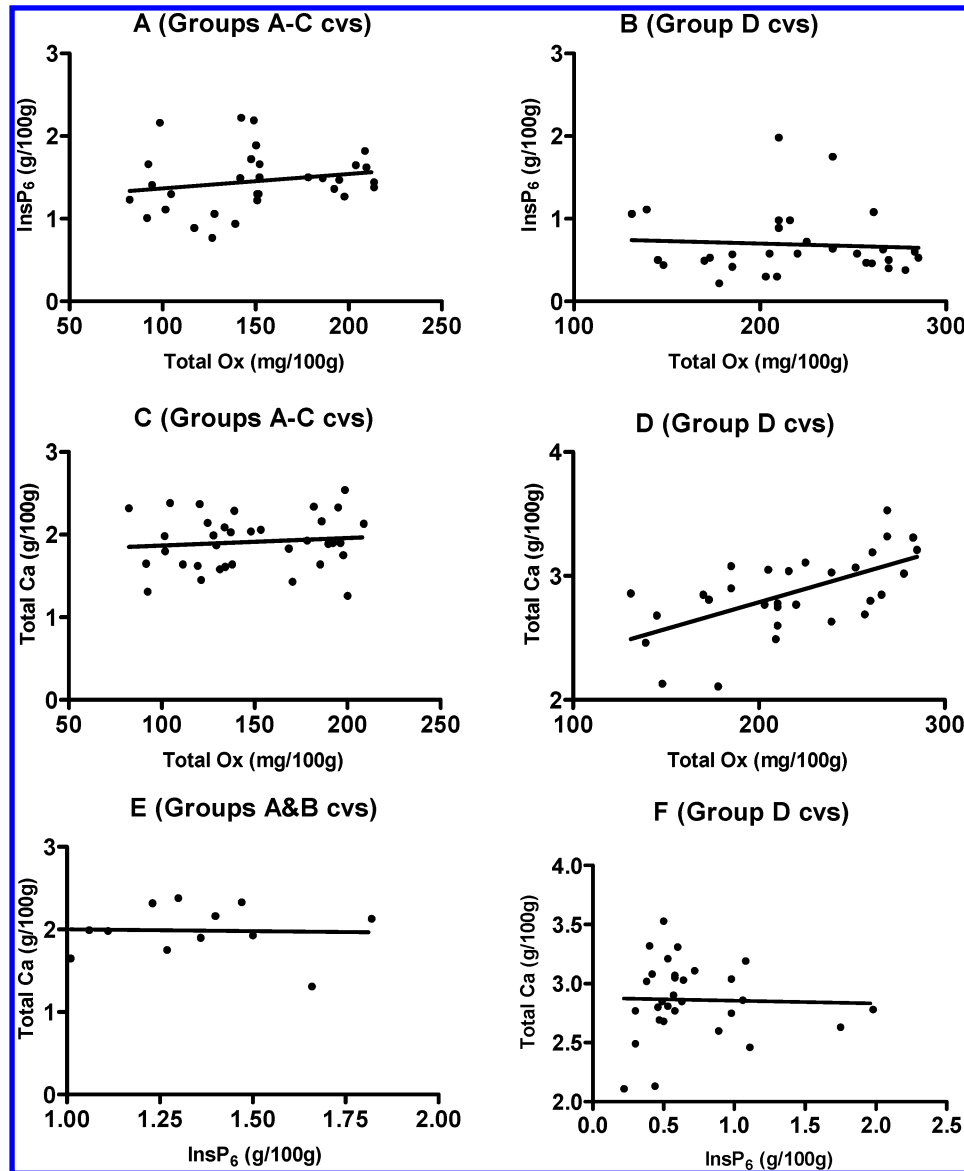 A (Groups A-C cvs)
InsP₆ (g/100g)
3
2
1
0
50 100 150 200 250
Total Ox (mg/100g)
B (Group D cvs)
InsP₆ (g/100g)
3
2
1
0
100 200 300
Total Ox (mg/100g)
C (Groups A-C cvs)
Total Ca (g/100g)
3
2
1
0
50 100 150 200 250
Total Ox (mg/100g)
D (Group D cvs)
Total Ca (g/100g)
4
3
2
100 200 300
Total Ox (mg/100g)
E (Groups A&B cvs)
Total Ca (g/100g)
3
2
1
0
1.00 1.25 1.50 1.75 2.00
InsP₆ (g/100g)
F (Group D cvs)
Total Ca (g/100g)
4.0
3.5
3.0
2.5
2.0
0.0 0.5 1.0 1.5 2.0 2.5
InsP₆ (g/100g)